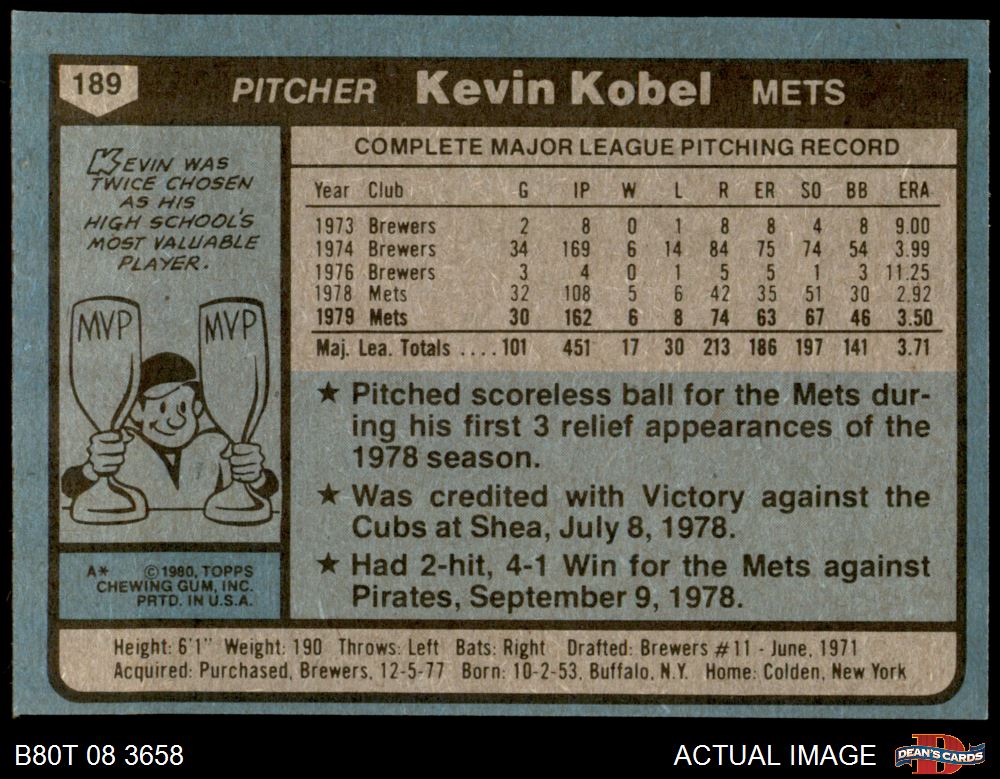 189 PITCHER Kevin Kobel METS
KEVIN WAS
TWICE CHOSEN
AS HIS
HIGH SCHOOL'S
MOST VALUABLE
PLAYER.
MVP MVP
A* ©1980, TOPPS
CHEWING GUM, INC.
PRTD. IN U.S.A.
COMPLETE MAJOR LEAGUE PITCHING RECORD
Year Club G IP W L R ER SO BB ERA
1973 Brewers 2 8 0 1 8 8 4 8 9.00
1974 Brewers 34 169 6 14 84 75 74 54 3.99
1976 Brewers 3 4 0 1 5 5 1 3 11.25
1978 Mets 32 108 5 6 42 35 51 30 2.92
1979 Mets 30 162 6 8 74 63 67 46 3.50
Maj. Lea. Totals ....101 451 17 30 213 186 197 141 3.71
★ Pitched scoreless ball for the Mets dur-
ing his first 3 relief appearances of the
1978 season.
★ Was credited with Victory against the
Cubs at Shea, July 8, 1978.
★ Had 2-hit, 4-1 Win for the Mets against
Pirates, September 9, 1978.
Height: 6'1" Weight: 190 Throws: Left Bats: Right Drafted: Brewers #11 - June, 1971
Acquired: Purchased, Brewers, 12-5-77 Born: 10-2-53, Buffalo, N.Y. Home: Colden, New York
B80T 08 3658 ACTUAL IMAGE D DEAN'S CARDS